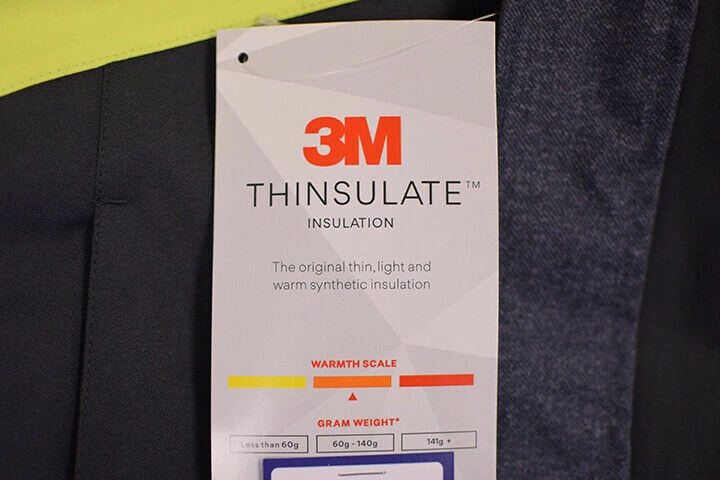 3M
THINSULATE™
INSULATION
The original thin, light and
warm synthetic insulation
WARMTH SCALE
GRAM WEIGHT*
Less than 60g 60g - 140g 141g +